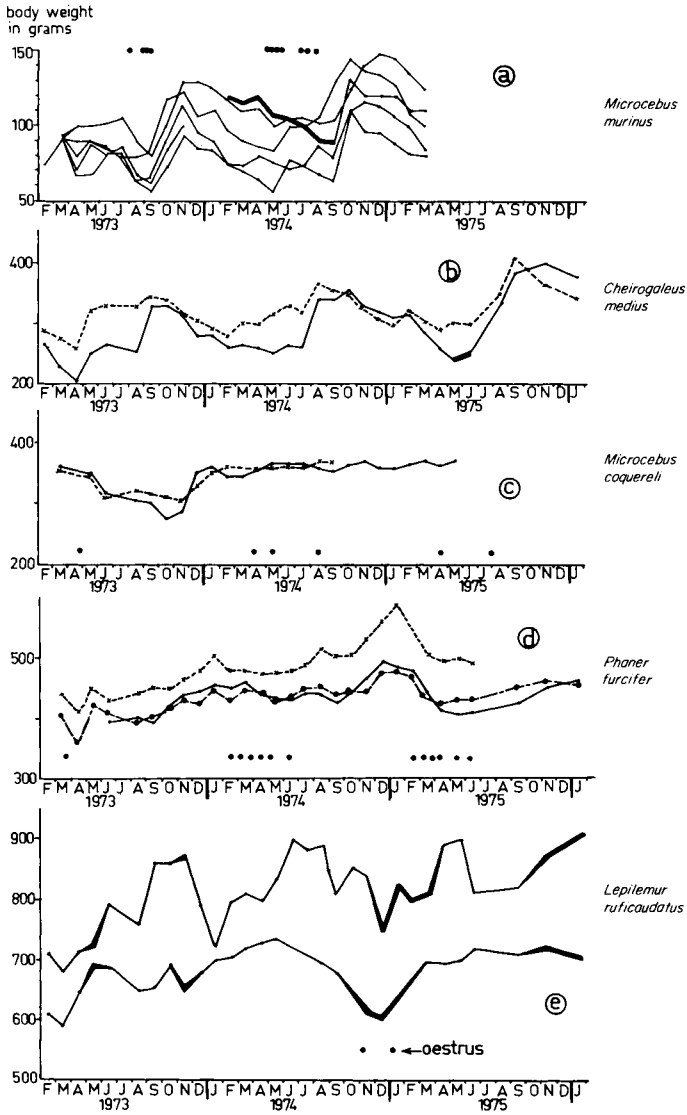 body weight
in grams
150
100
50
ⓐ
Microcebus
murinus
F M A M J J A S O N D J F M A M J J A S O N D J F M A M J J A S O N D J
1973 1974 1975
400
200
ⓑ
Cheirogaleus
medius
F M A M J J A S O N D J F M A M J J A S O N D J F M A M J J A S O N D J
1973 1974 1975
400
200
ⓒ
Microcebus
coquereli
F M A M J J A S O N D J F M A M J J A S O N D J F M A M J J A S O N D J
1973 1974 1975
500
300
ⓓ
Phaner
furcifer
F M A M J J A S O N D J F M A M J J A S O N D J F M A M J J A S O N D J
1973 1974 1975
900
800
700
600
500
ⓔ
Lepilemur
ruficaudatus
oestrus
F M A M J J A S O N D J F M A M J J A S O N D J F M A M J J A S O N D J
1973 1974 1975